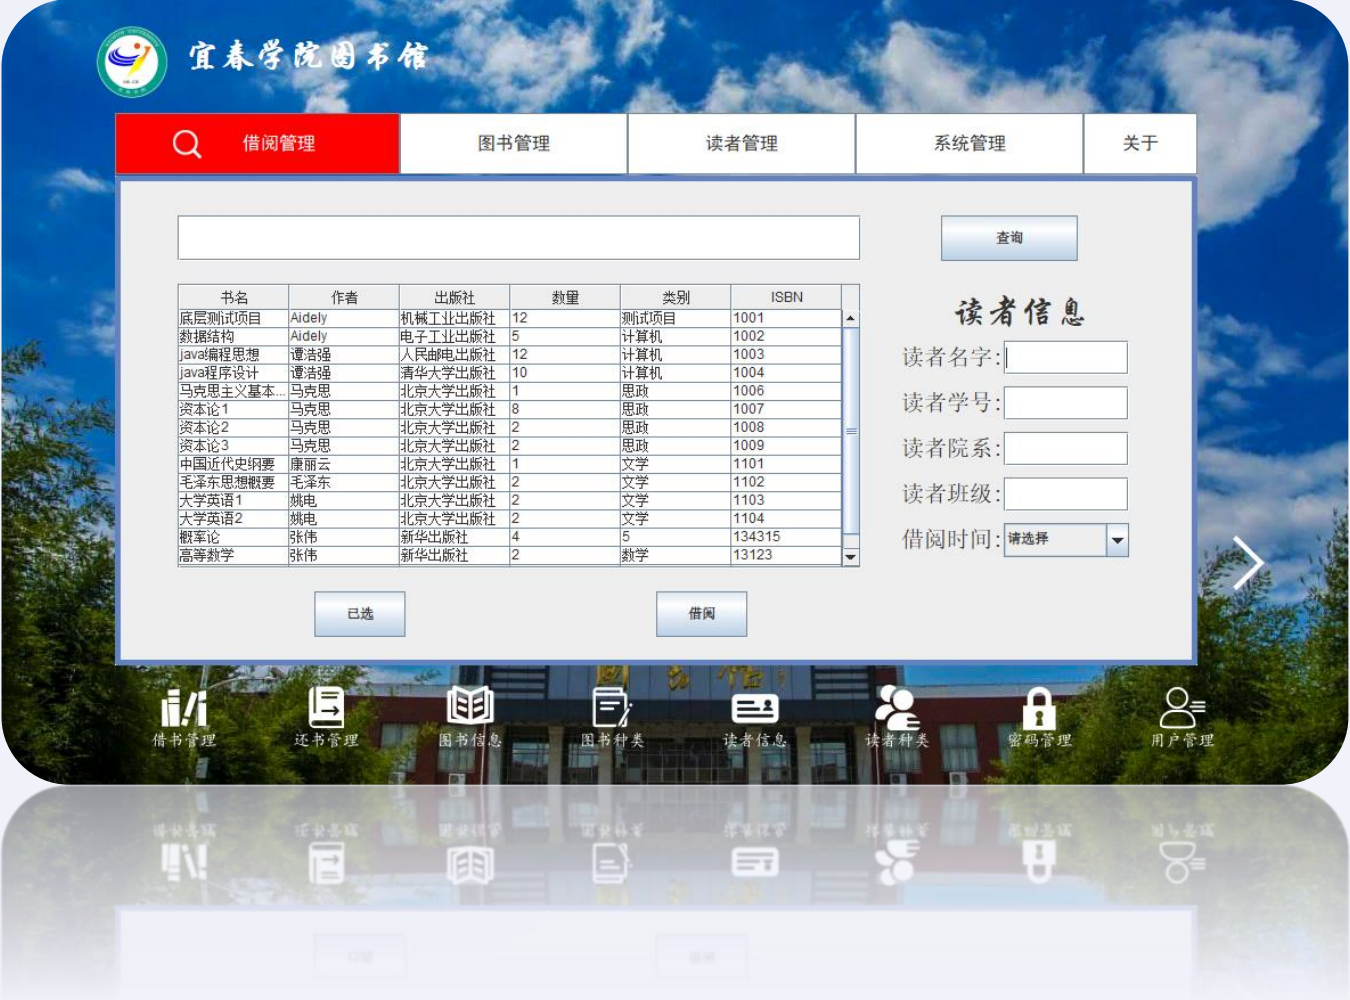 宜春学院图书馆
借阅管理 图书管理 读者管理 系统管理 关于
查询
书名 作者 出版社 数量 类别 ISBN
底层测试项目 Aidely 机械工业出版社 12 测试项目 1001
数据结构 Aidely 电子工业出版社 5 计算机 1002
java编程思想 谭浩强 人民邮电出版社 12 计算机 1003
java程序设计 谭浩强 清华大学出版社 10 计算机 1004
马克思主义基本... 马克思 北京大学出版社 1 思政 1006
资本论1 马克思 北京大学出版社 8 思政 1007
资本论2 马克思 北京大学出版社 2 思政 1008
资本论3 马克思 北京大学出版社 2 思政 1009
中国近代史纲要 康丽云 北京大学出版社 1 文学 1101
毛泽东思想概要 毛泽东 北京大学出版社 2 文学 1102
大学英语1 姚电 北京大学出版社 2 文学 1103
大学英语2 姚电 北京大学出版社 2 文学 1104
概率论 张伟 新华出版社 4 5 134315
高等数学 张伟 新华出版社 2 数学 13123
读者信息
读者名字:
读者学号:
读者院系:
读者班级:
借阅时间: 请选择
已选 借阅
图书馆
借书管理 还书管理 图书信息 图书种类 读者信息 读者种类 密码管理 用户管理